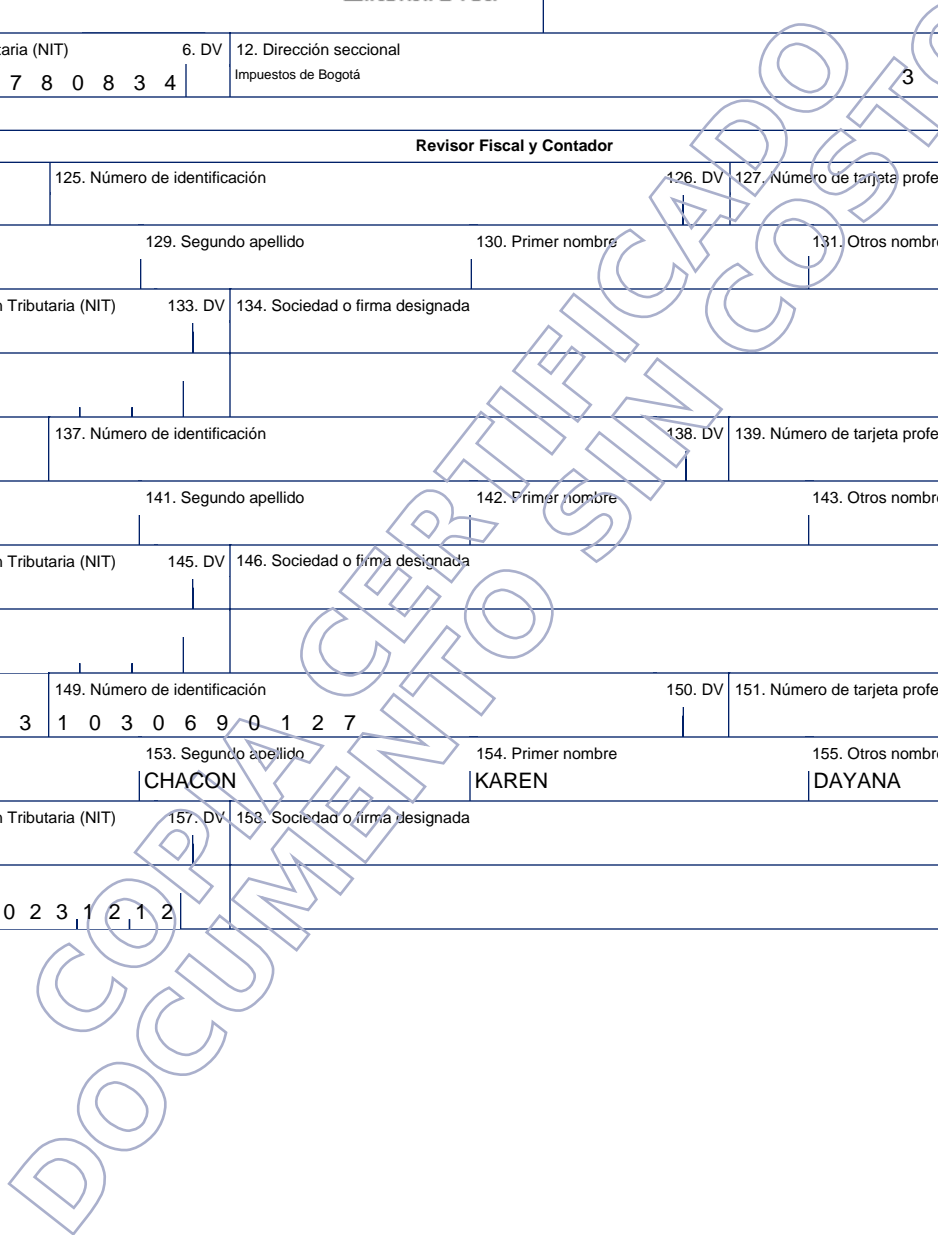 taria (NIT) 6. DV 12. Dirección seccional
7 8 0 8 3 4 Impuestos de Bogotá 3
Revisor Fiscal y Contador
125. Número de identificación 126. DV 127. Número de tarjeta profe
129. Segundo apellido 130. Primer nombre 131. Otros nombre
n Tributaria (NIT) 133. DV 134. Sociedad o firma designada
137. Número de identificación 138. DV 139. Número de tarjeta profe
141. Segundo apellido 142. Primer nombre 143. Otros nombre
n Tributaria (NIT) 145. DV 146. Sociedad o firma designada
149. Número de identificación 150. DV 151. Número de tarjeta profe
3 1 0 3 0 6 9 0 1 2 7
153. Segundo apellido 154. Primer nombre 155. Otros nombre
CHACON KAREN DAYANA
n Tributaria (NIT) 157. DV 158. Sociedad o firma designada
0 2 3 1 2 1 2
COPIA CERTIFICADO
DOCUMENTO SIN COSTO